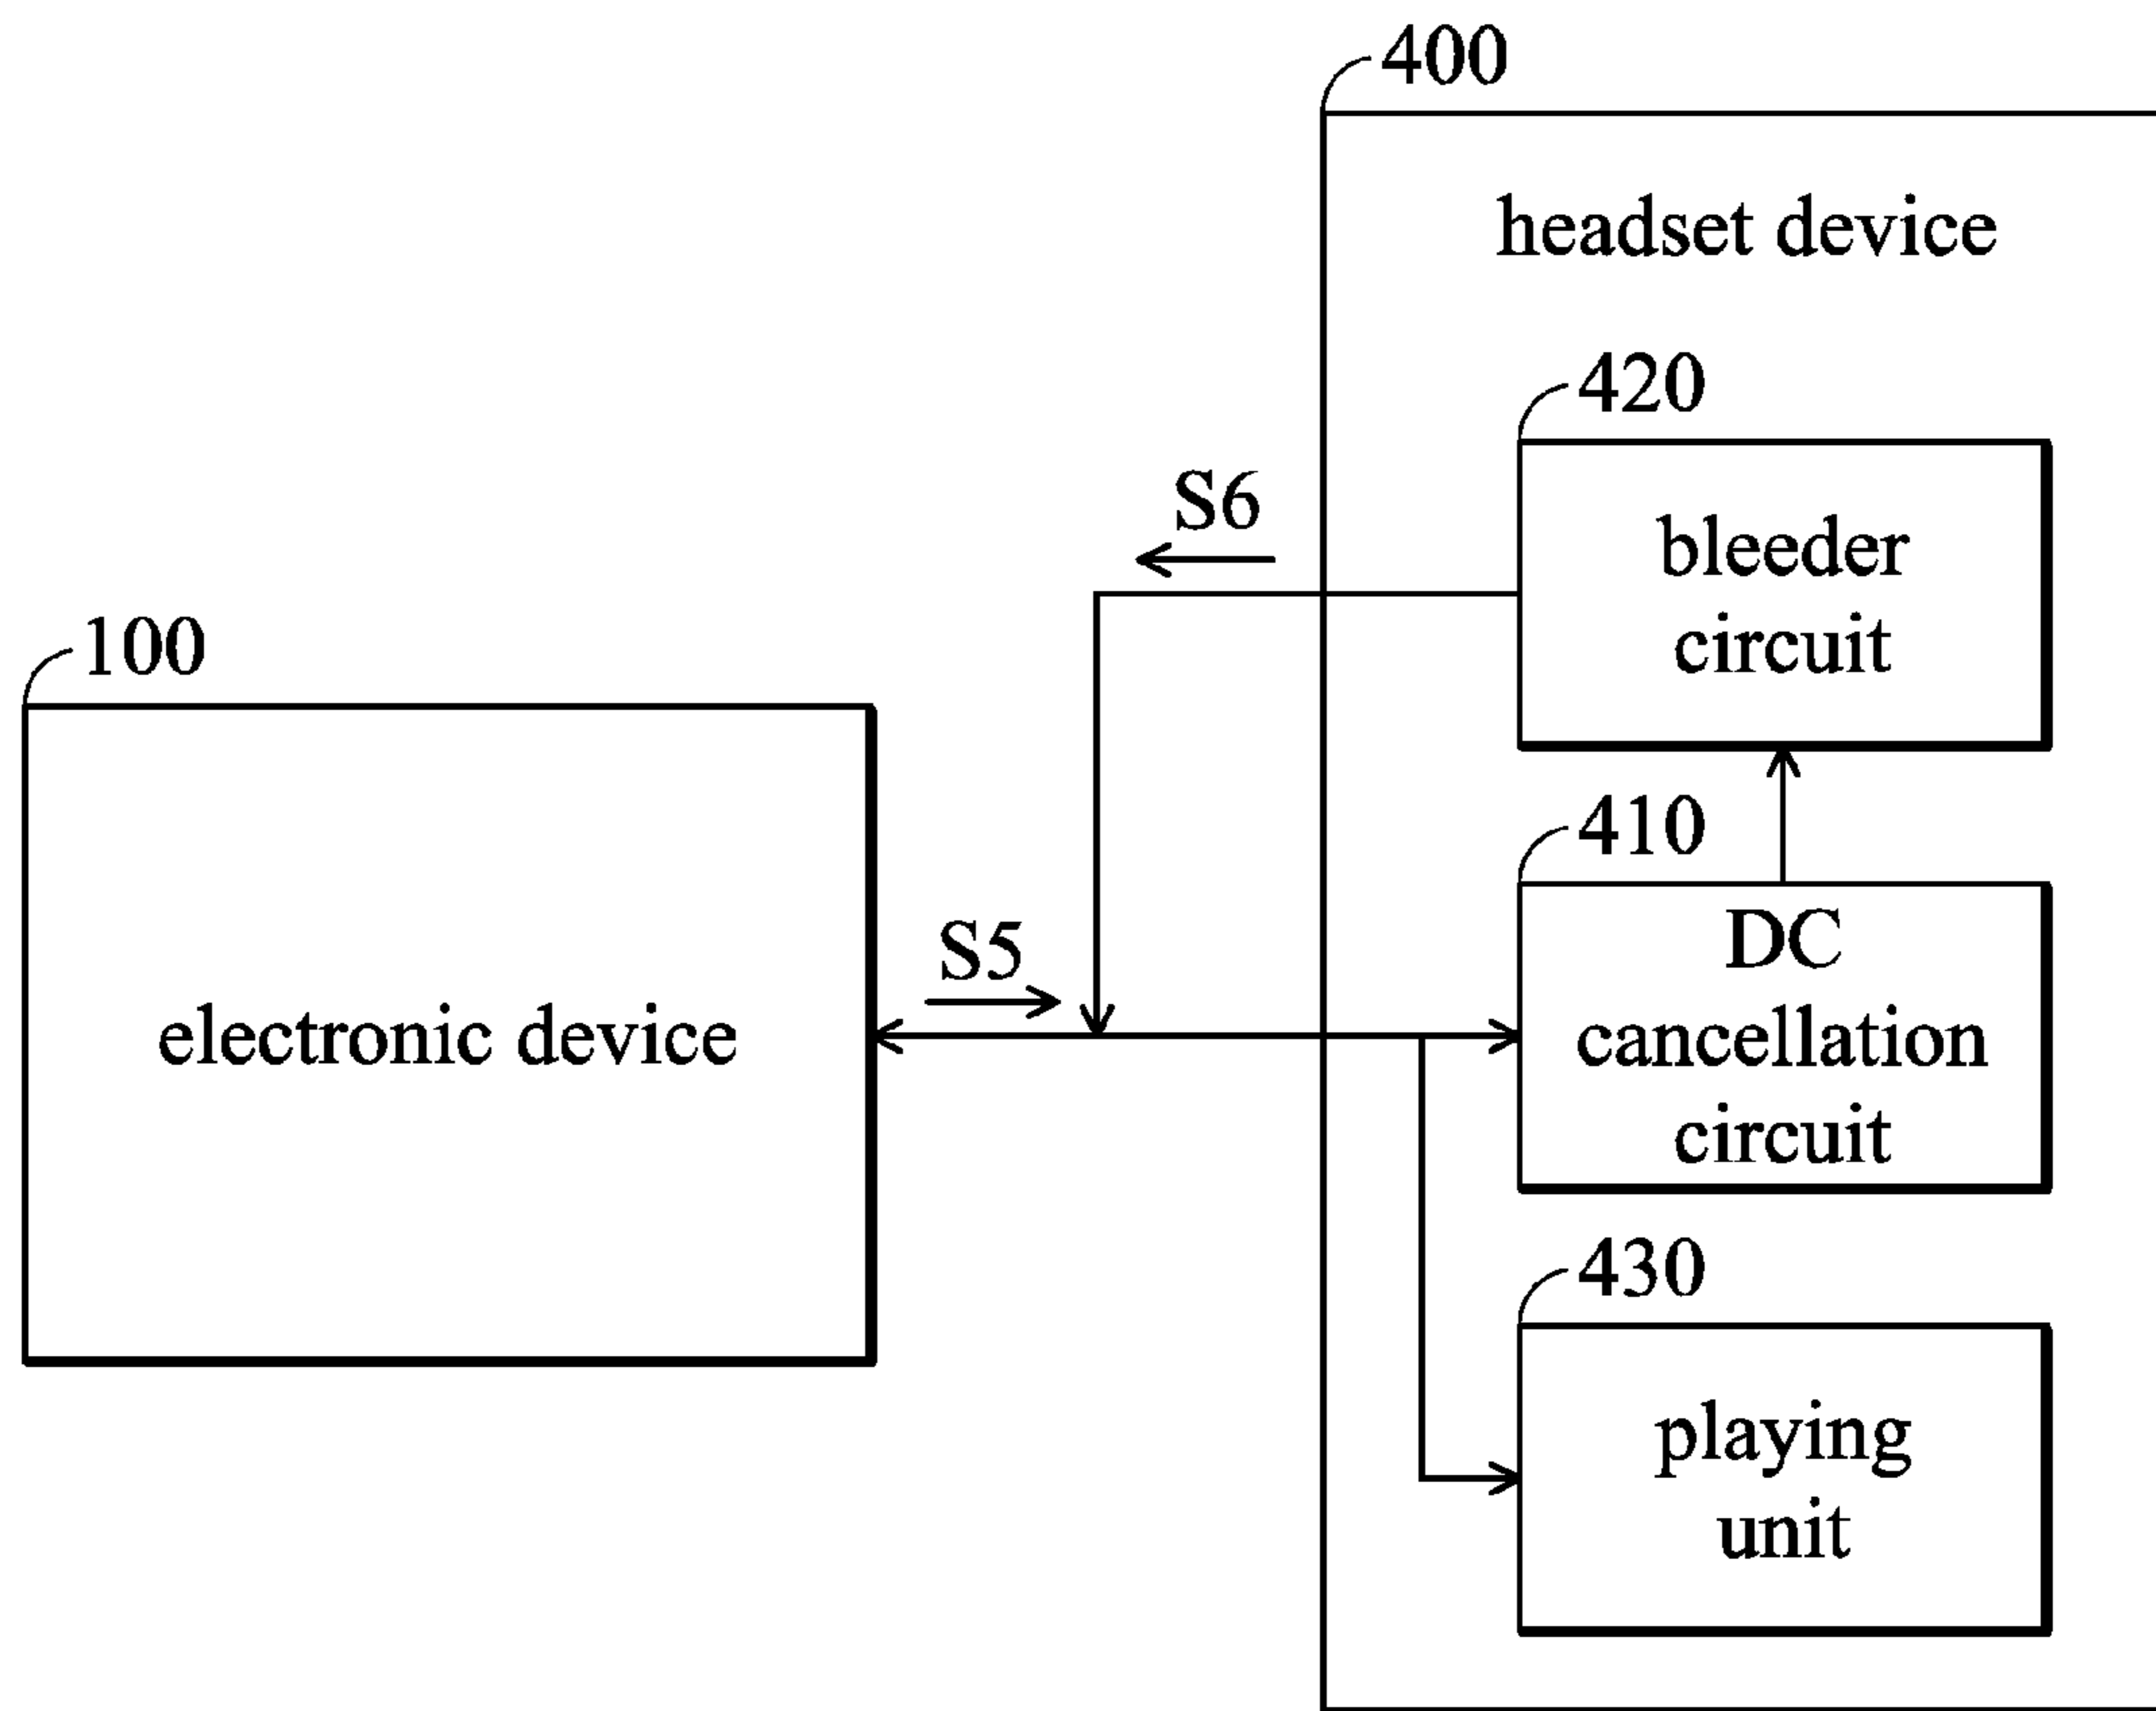 400
headset device
420
S6
bleeder
circuit
100
410
S5
DC
electronic device
cancellation
circuit
430
playing
unit